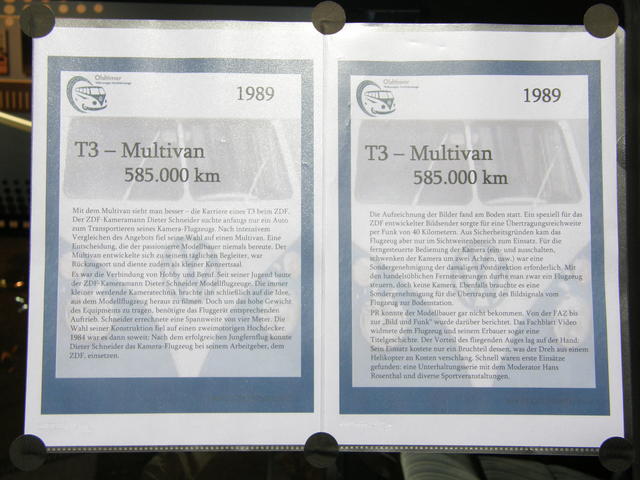 Oldtimer
1989
T3 – Multivan
585.000 km
Mit dem Multivan sieht man besser – die Karriere eines T3 beim ZDF.
Der ZDF-Kameramann Dieter Schneider suchte anfangs nur ein Auto
zum Transportieren seines Kamera-Flugzeugs. Nach intensivem
Vergleichen des Angebots fiel seine Wahl auf einen Multivan. Eine
Entscheidung, die der passionierte Modellbauer niemals bereute. Der
Multivan entwickelte sich zu seinem täglichen Begleiter, war
Rückzugsort und diente zudem als kleiner Konzertsaal.
Es war die Verbindung von Hobby und Beruf. Seit seiner Jugend baute
der ZDF-Kameramann Dieter Schneider Modellflugzeuge. Die immer
kleiner werdende Kameratechnik brachte ihn schließlich auf die Idee,
aus dem Modellflugzeug heraus zu filmen. Doch um das hohe Gewicht
des Equipments zu tragen, benötigte das Fluggerät entsprechenden
Auftrieb. Schneider errechnete eine Spannweite von vier Meter. Die
Wahl seiner Konstruktion fiel auf einen zweimotorigen Hochdecker.
1984 war es dann soweit: Nach dem erfolgreichen Jungfernflug konnte
Dieter Schneider das Kamera-Flugzeug bei seinem Arbeitgeber, dem
ZDF, einsetzen.
Oldtimer
1989
T3 – Multivan
585.000 km
Die Aufzeichnung der Bilder fand am Boden statt. Ein speziell für das
ZDF entwickelter Bildsender sorgte für eine Übertragungsreichweite
per Funk von 40 Kilometern. Aus Sicherheitsgründen kam das
Flugzeug aber nur im Sichtweitenbereich zum Einsatz. Für die
ferngesteuerte Bedienung der Kamera (ein- und ausschalten,
schwenken der Kamera um zwei Achsen, usw.) war eine
Sondergenehmigung der damaligen Postdirektion erforderlich. Mit
den handelsüblichen Fernsteuerungen durfte man zwar ein Flugzeug
steuern, doch keine Kamera. Ebenfalls brauchte es eine
Sondergenehmigung für die Übertragung des Bildsignals vom
Flugzeug zur Bodenstation.
PR konnte der Modellbauer gar nicht bekommen. Von der FAZ bis
zur „Bild und Funk“ wurde darüber berichtet. Das Fachblatt Video
widmete dem Flugzeug und seinem Erbauer sogar eine
Titelgeschichte. Der Vorteil des fliegenden Auges lag auf der Hand:
Sein Einsatz kostete nur ein Bruchteil dessen, was der Dreh aus einem
Helikopter an Kosten verschlang. Schnell waren erste Einsätze
gefunden: eine Unterhaltungsserie mit dem Moderator Hans
Rosenthal und diverse Sportveranstaltungen.